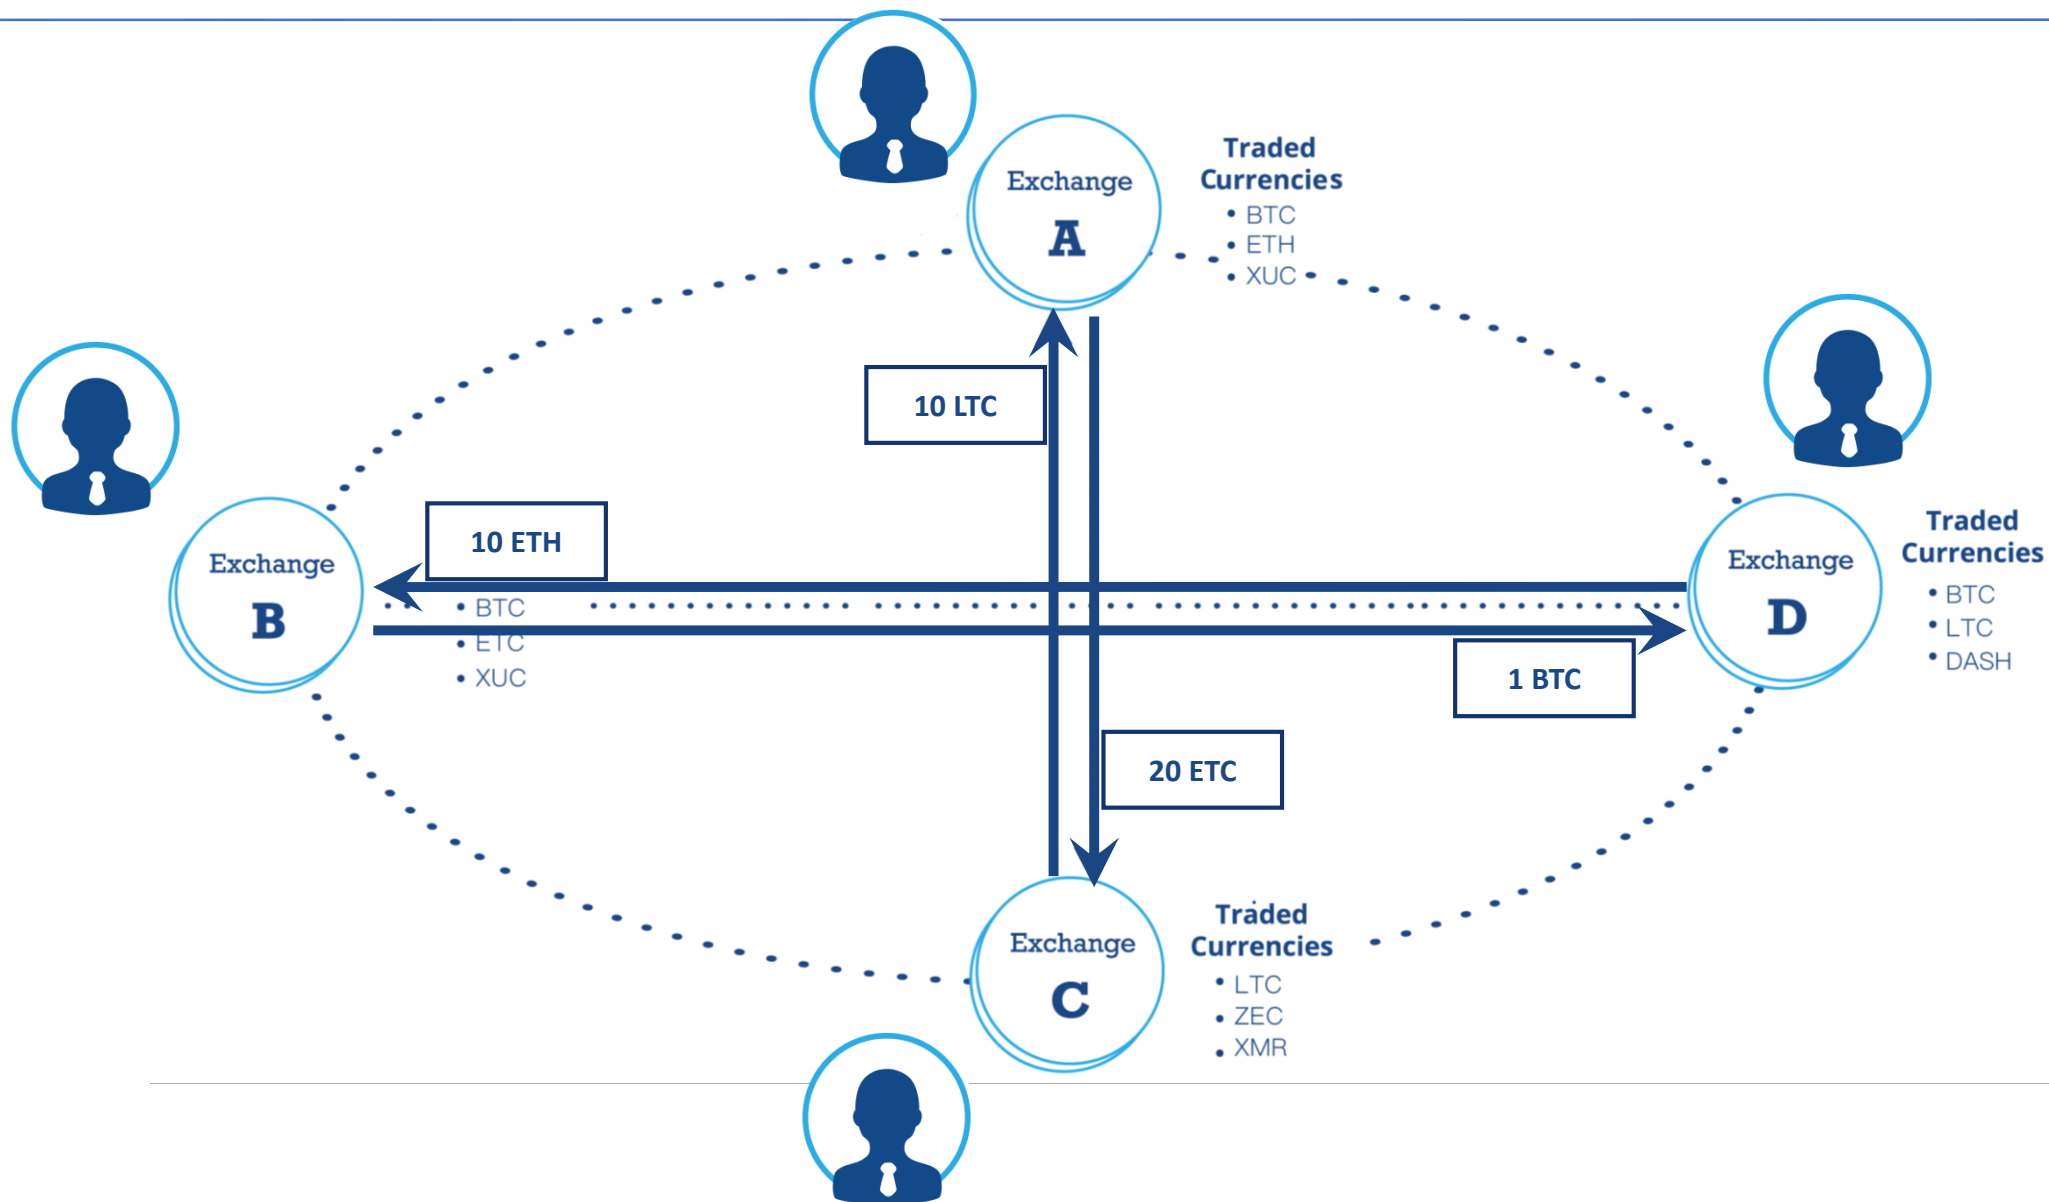 Exchange
A
Traded
Currencies
• BTC
• ETH
• XUC
10 LTC
10 ETH
Exchange
B
• BTC
• ETC
• XUC
Exchange
D
Traded
Currencies
• BTC
• LTC
• DASH
1 BTC
20 ETC
Exchange
C
Traded
Currencies
• LTC
• ZEC
• XMR